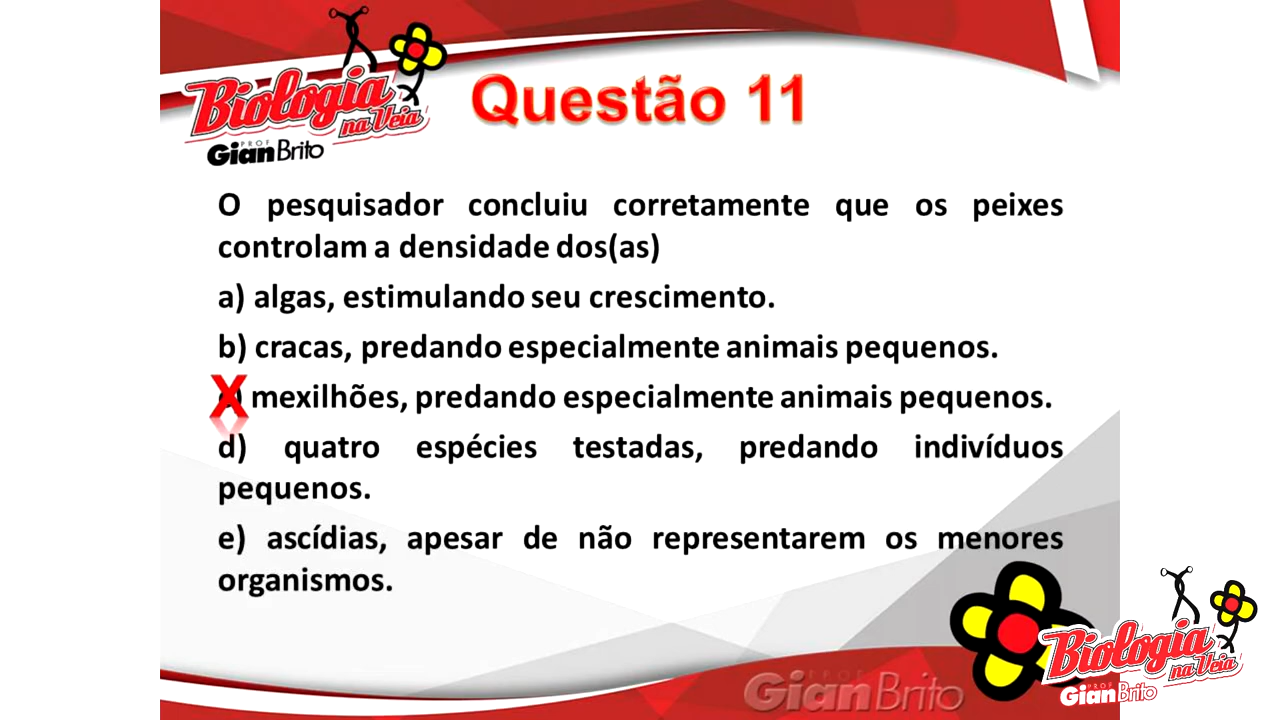 Biologia
na Veia
PROF
Gian Brito
Questão 11
O pesquisador concluiu corretamente que os peixes
controlam a densidade dos(as)
a) algas, estimulando seu crescimento.
b) cracas, predando especialmente animais pequenos.
X) mexilhões, predando especialmente animais pequenos.
d) quatro espécies testadas, predando indivíduos
pequenos.
e) ascídias, apesar de não representarem os menores
organismos.
PROF
Gian Brito
Biologia
na Veia
PROF
Gian Brito